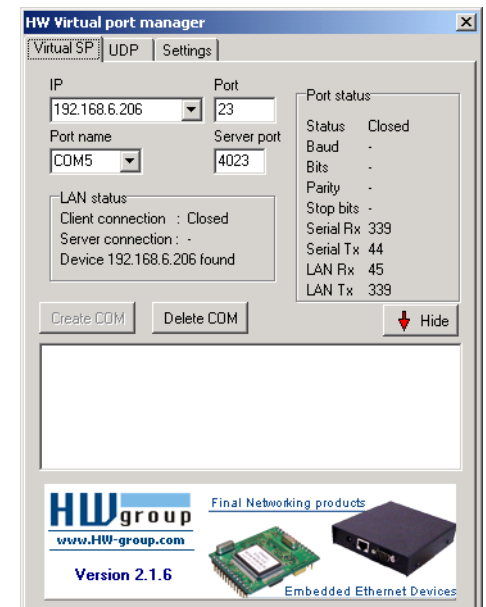 HW Virtual port manager
Virtual SP UDP Settings
IP Port
192.168.6.206 23
Port name Server port
COM5 4023
LAN status
Client connection : Closed
Server connection : -
Device 192.168.6.206 found
Port status
Status Closed
Baud -
Bits -
Parity -
Stop bits -
Serial Rx 339
Serial Tx 44
LAN Rx 45
LAN Tx 339
Create COM Delete COM Hide
HWgroup
www.HW-group.com
Version 2.1.6
Final Networking products
Embedded Ethernet Devices